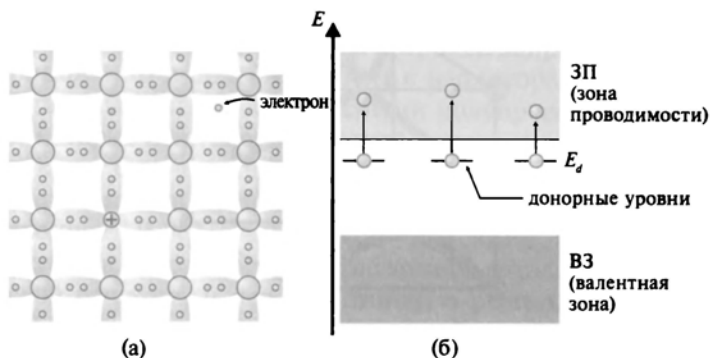 электрон
(а)
E
ЗП
(зона
проводимости)
E_d
донорные уровни
ВЗ
(валентная
зона)
(б)